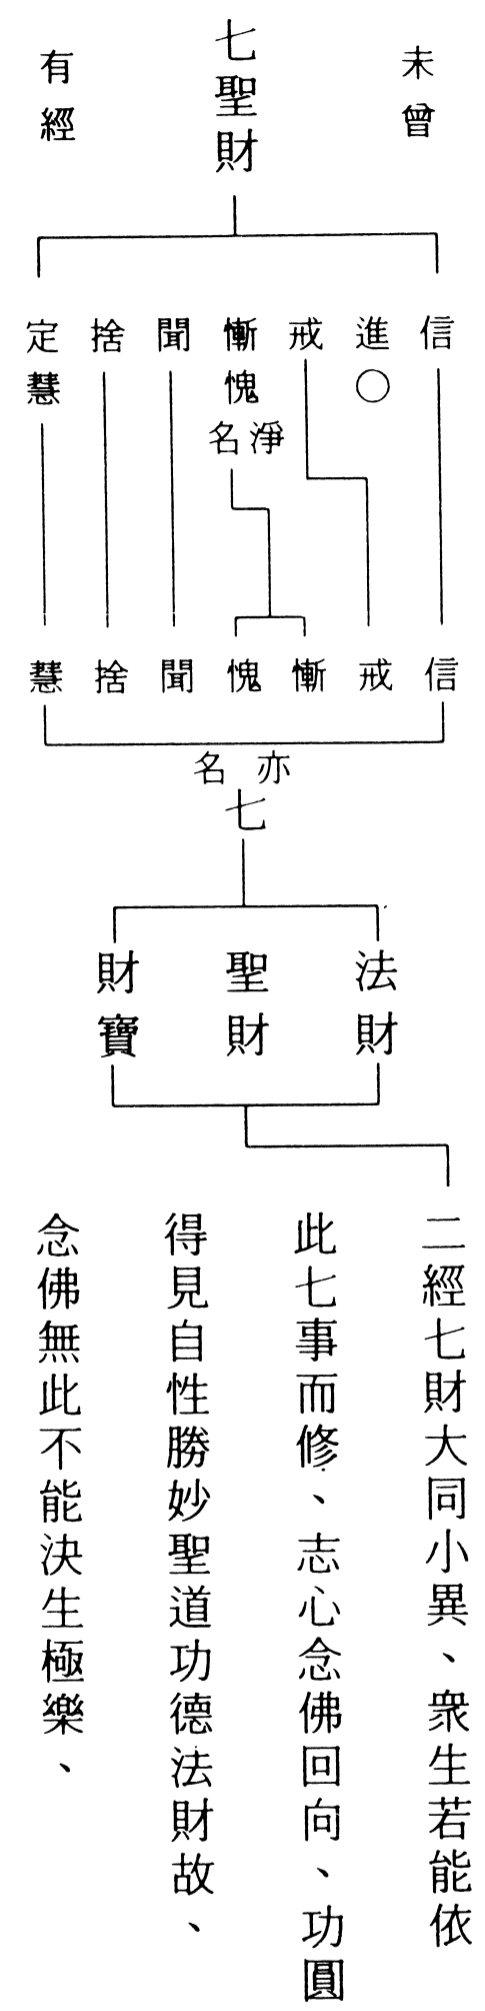 未曾有經
七聖財
信
進○
戒
慚愧
淨名
聞
捨
定慧
信
戒
慚
愧
聞
捨
慧
亦名
七
法財
聖財
財寶
二經七財大同小異、衆生若能依
此七事而修、志心念佛回向、功圓
得見自性勝妙聖道功德法財故、
念佛無此不能決生極樂、